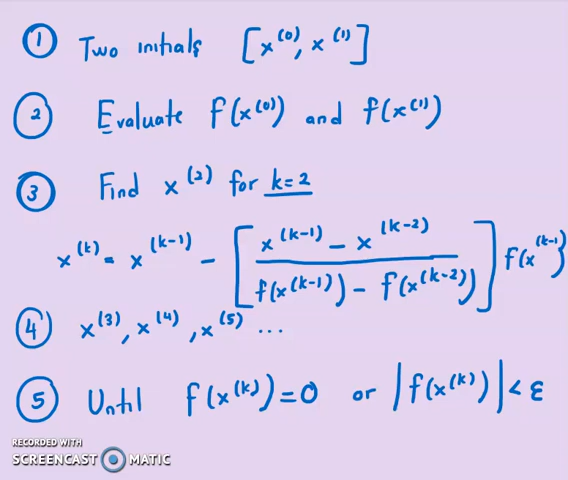 ① Two initials [x^(0), x^(1)]
② Evaluate f(x^(0)) and f(x^(1))
③ Find x^(2) for k=2
x^(k) = x^(k-1) - [ (x^(k-1) - x^(k-2)) / (f(x^(k-1)) - f(x^(k-2))) ] f(x^(k-1)
④ x^(3), x^(4), x^(5) ...
⑤ Until f(x^(k))=0 or |f(x^(k))| < ε
RECORDED WITH
SCREENCAST MATIC